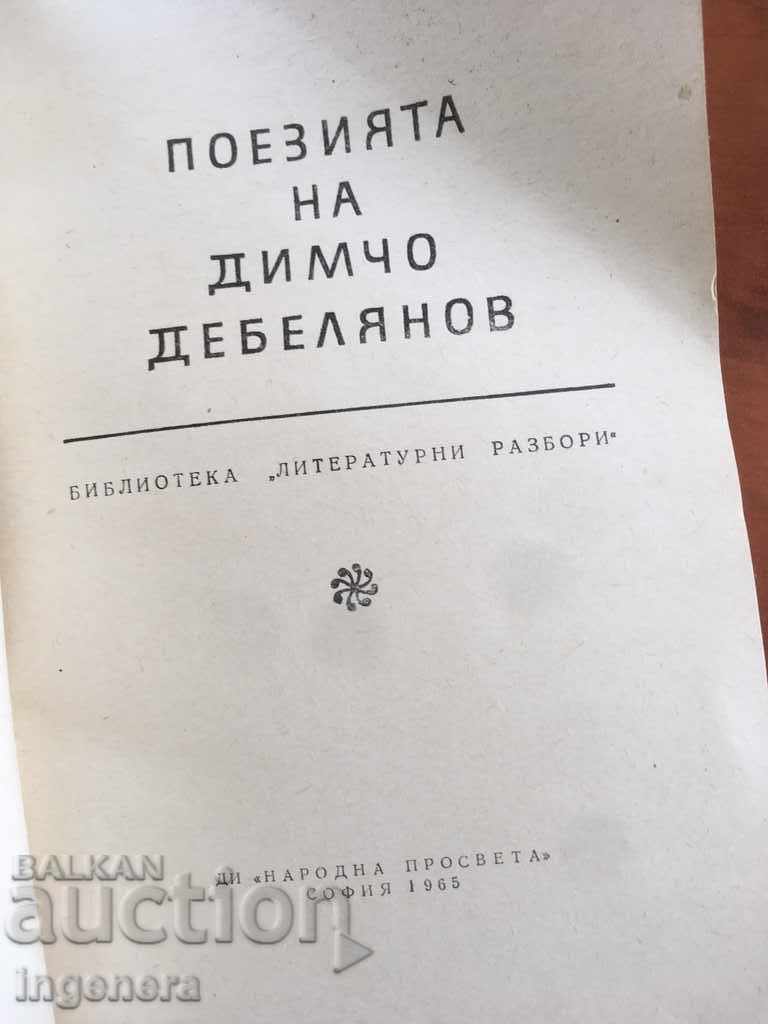 ПОЕЗИЯТА
НА
ДИМЧО
ДЕБЕЛЯНОВ
БИБЛИОТЕКА „ЛИТЕРАТУРНИ РАЗБОРИ“
ДИ «НАРОДНА ПРОСВЕТА»
СОФИЯ 1965
BALKAN
auction
ingenera